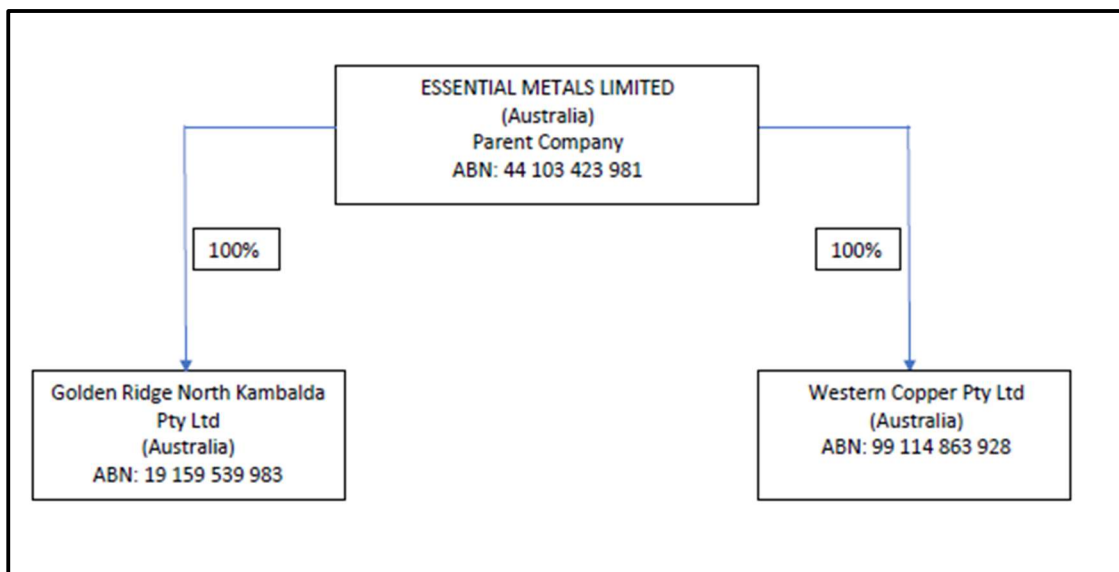 ESSENTIAL METALS LIMITED
(Australia)
Parent Company
ABN: 44 103 423 981
100%
100%
Golden Ridge North Kambalda
Pty Ltd
(Australia)
ABN: 19 159 539 983
Western Copper Pty Ltd
(Australia)
ABN: 99 114 863 928